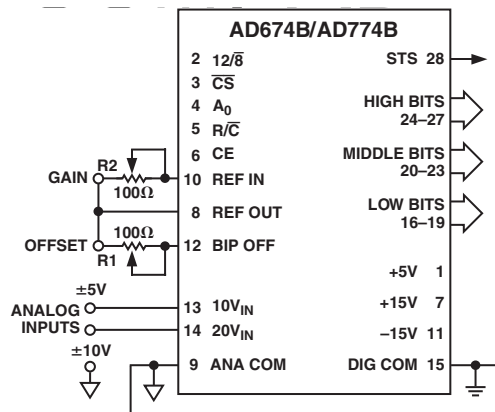 AD674B/AD774B
2 12/8̅
STS 28
3 C̅S̅
4 A0
HIGH BITS
24–27
5 R/C̅
6 CE
MIDDLE BITS
20–23
R2
GAIN
100Ω
10 REF IN
8 REF OUT
LOW BITS
16–19
100Ω
OFFSET
R1
12 BIP OFF
+5V 1
±5V
ANALOG
INPUTS
13 10VIN
+15V 7
14 20VIN
–15V 11
±10V
9 ANA COM
DIG COM 15